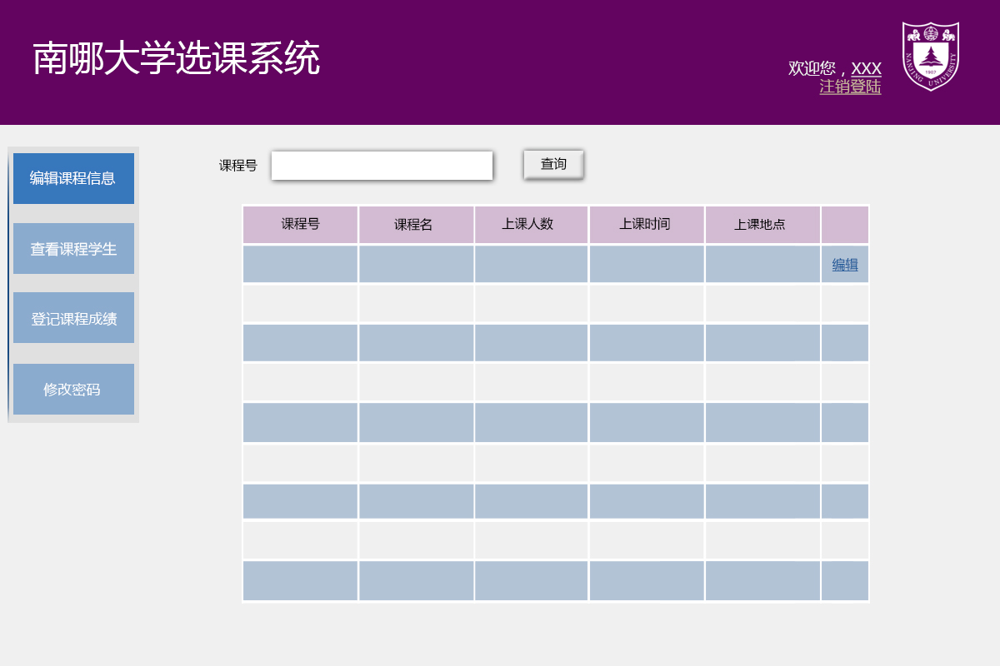 南哪大学选课系统
欢迎您，XXX
注销登陆
NANJING UNIVERSITY
1902
编辑课程信息
查看课程学生
登记课程成绩
修改密码
课程号
查询
课程号 课程名 上课人数 上课时间 上课地点
编辑